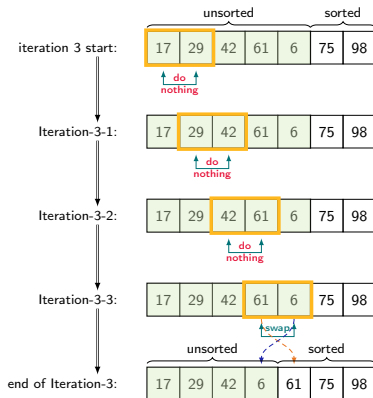 unsorted sorted
iteration 3 start: 17 29 42 61 6 75 98
do
nothing
Iteration-3-1: 17 29 42 61 6 75 98
do
nothing
Iteration-3-2: 17 29 42 61 6 75 98
do
nothing
Iteration-3-3: 17 29 42 61 6 75 98
swap
unsorted sorted
end of Iteration-3: 17 29 42 6 61 75 98